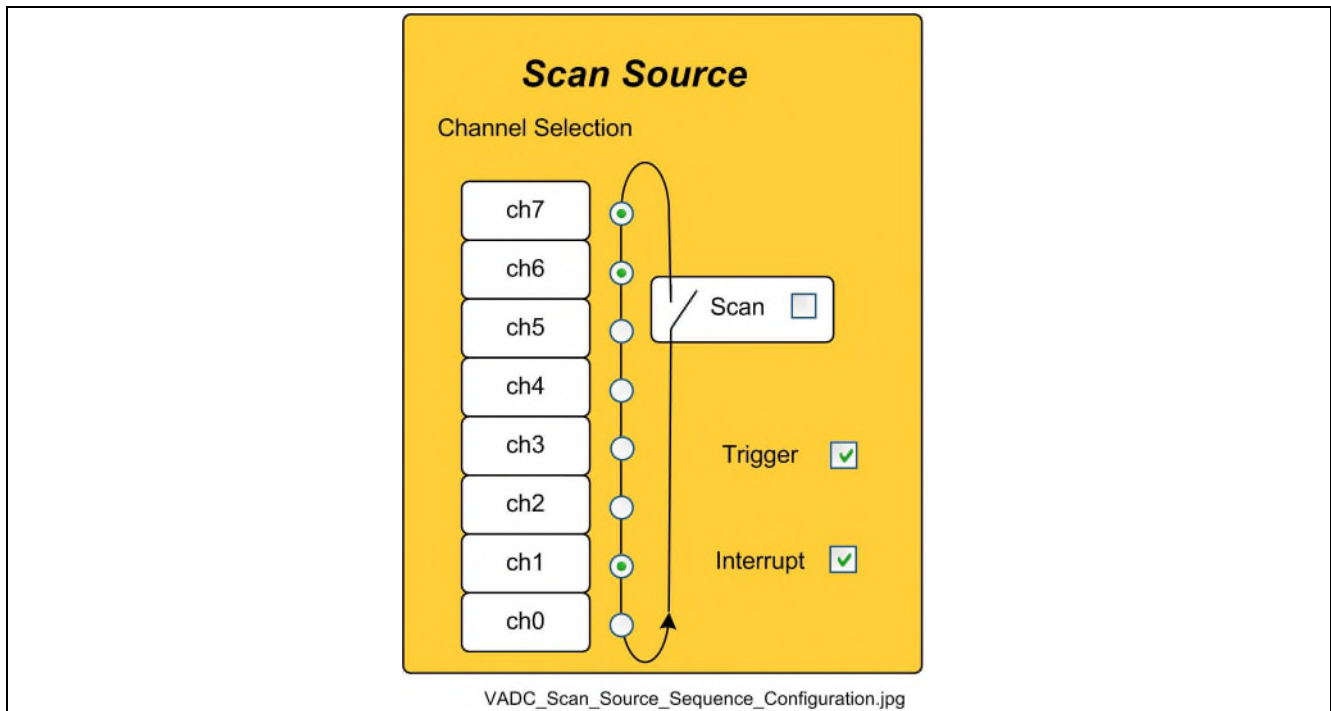 Scan Source
Channel Selection
ch7
ch6
Scan
ch5
ch4
ch3
Trigger
ch2
ch1
Interrupt
ch0
VADC_Scan_Source_Sequence_Configuration.jpg